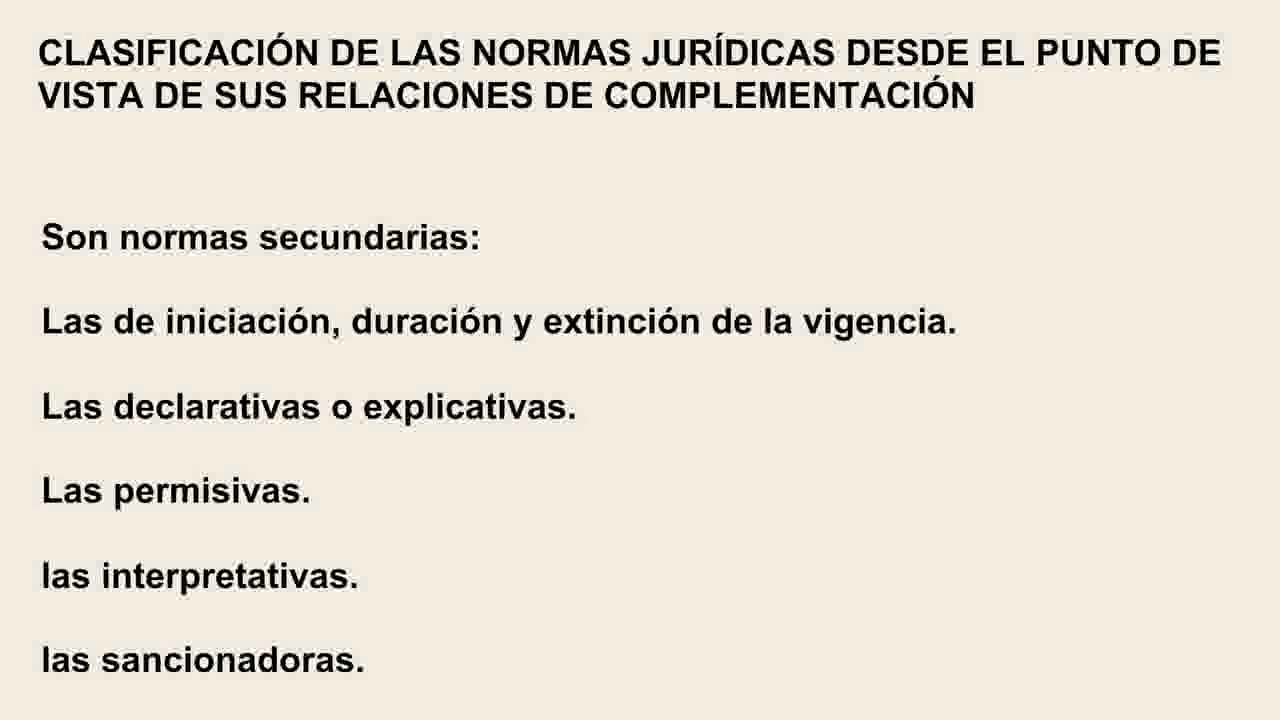 CLASIFICACIÓN DE LAS NORMAS JURÍDICAS DESDE EL PUNTO DE
VISTA DE SUS RELACIONES DE COMPLEMENTACIÓN
Son normas secundarias:
Las de iniciación, duración y extinción de la vigencia.
Las declarativas o explicativas.
Las permisivas.
las interpretativas.
las sancionadoras.